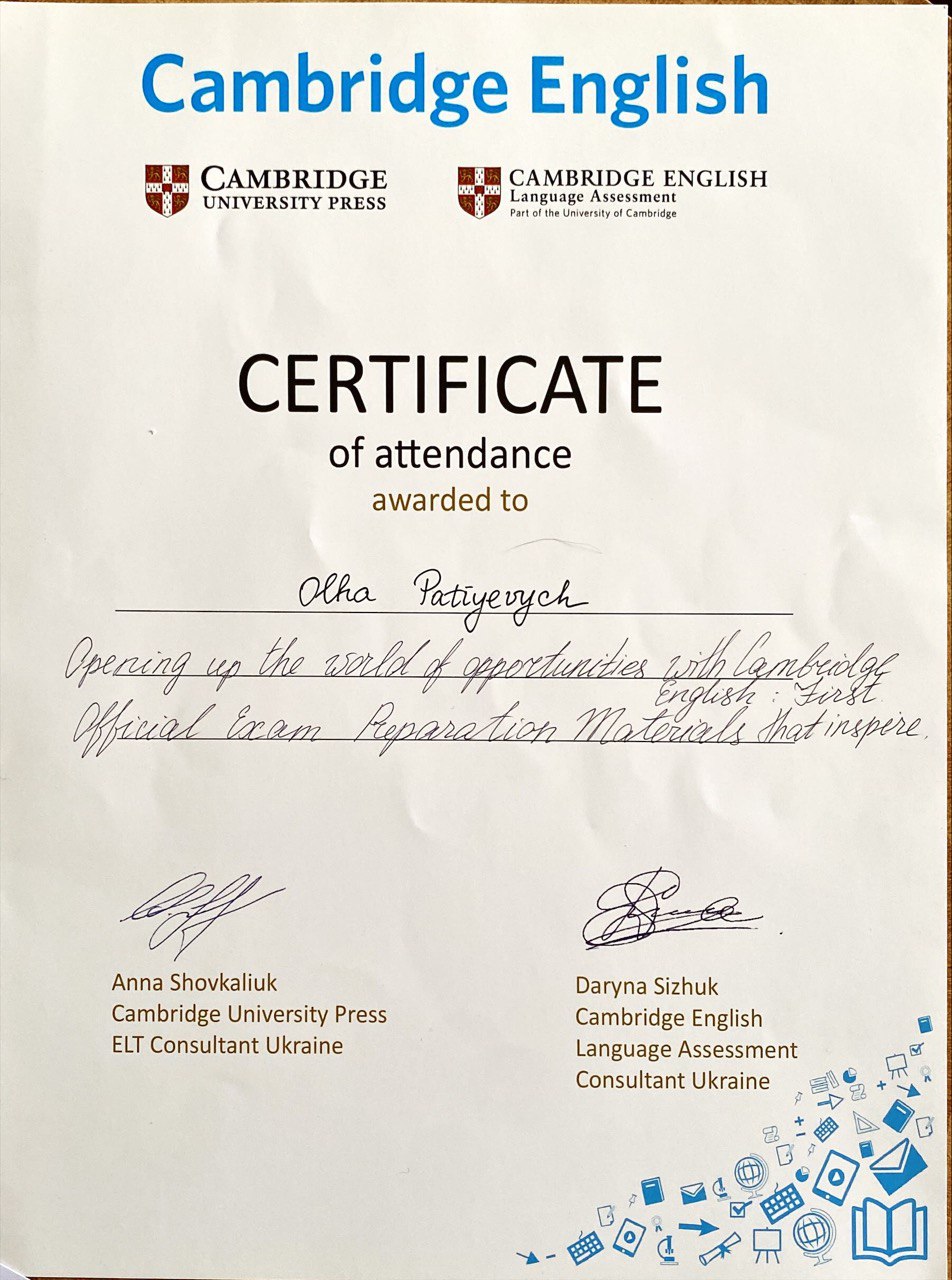 Cambridge English
CAMBRIDGE
UNIVERSITY PRESS
CAMBRIDGE ENGLISH
Language Assessment
Part of the University of Cambridge
CERTIFICATE
of attendance
awarded to
Olha Patiyevych
Opening up the world of opportunities with Cambridge
English: First
Official Exam Preparation Materials that inspire.
Anna Shovkaliuk
Cambridge University Press
ELT Consultant Ukraine
Daryna Sizhuk
Cambridge English
Language Assessment
Consultant Ukraine